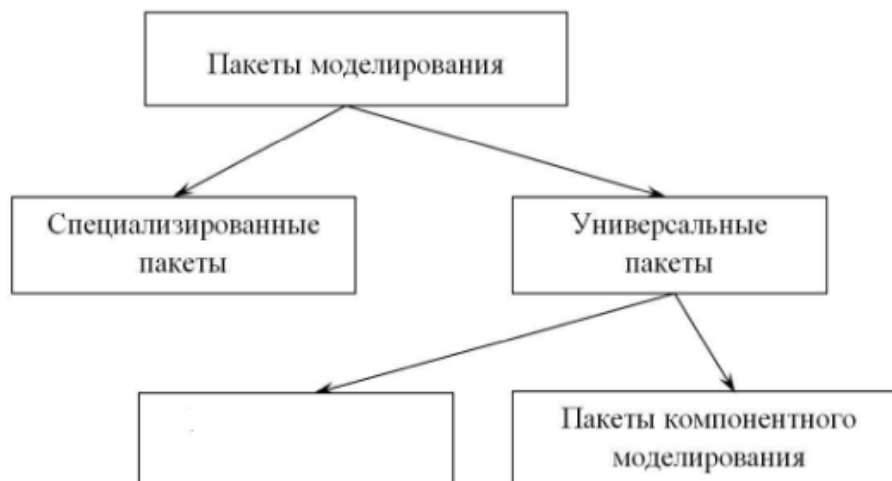 Пакеты моделирования
Специализированные
пакеты
Универсальные
пакеты
Пакеты компонентного
моделирования